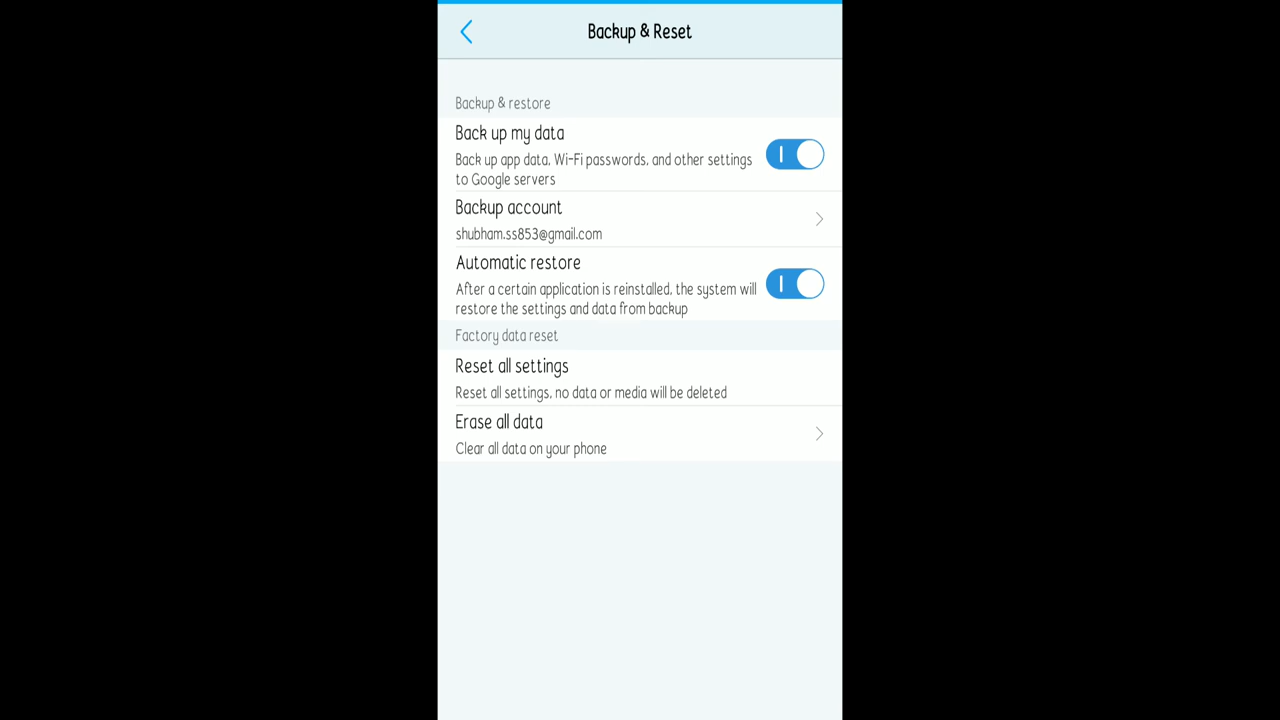 Backup & Reset
Backup & restore
Back up my data
Back up app data, Wi-Fi passwords, and other settings
to Google servers
Backup account
shubham.ss853@gmail.com
Automatic restore
After a certain application is reinstalled, the system will
restore the settings and data from backup
Factory data reset
Reset all settings
Reset all settings, no data or media will be deleted
Erase all data
Clear all data on your phone